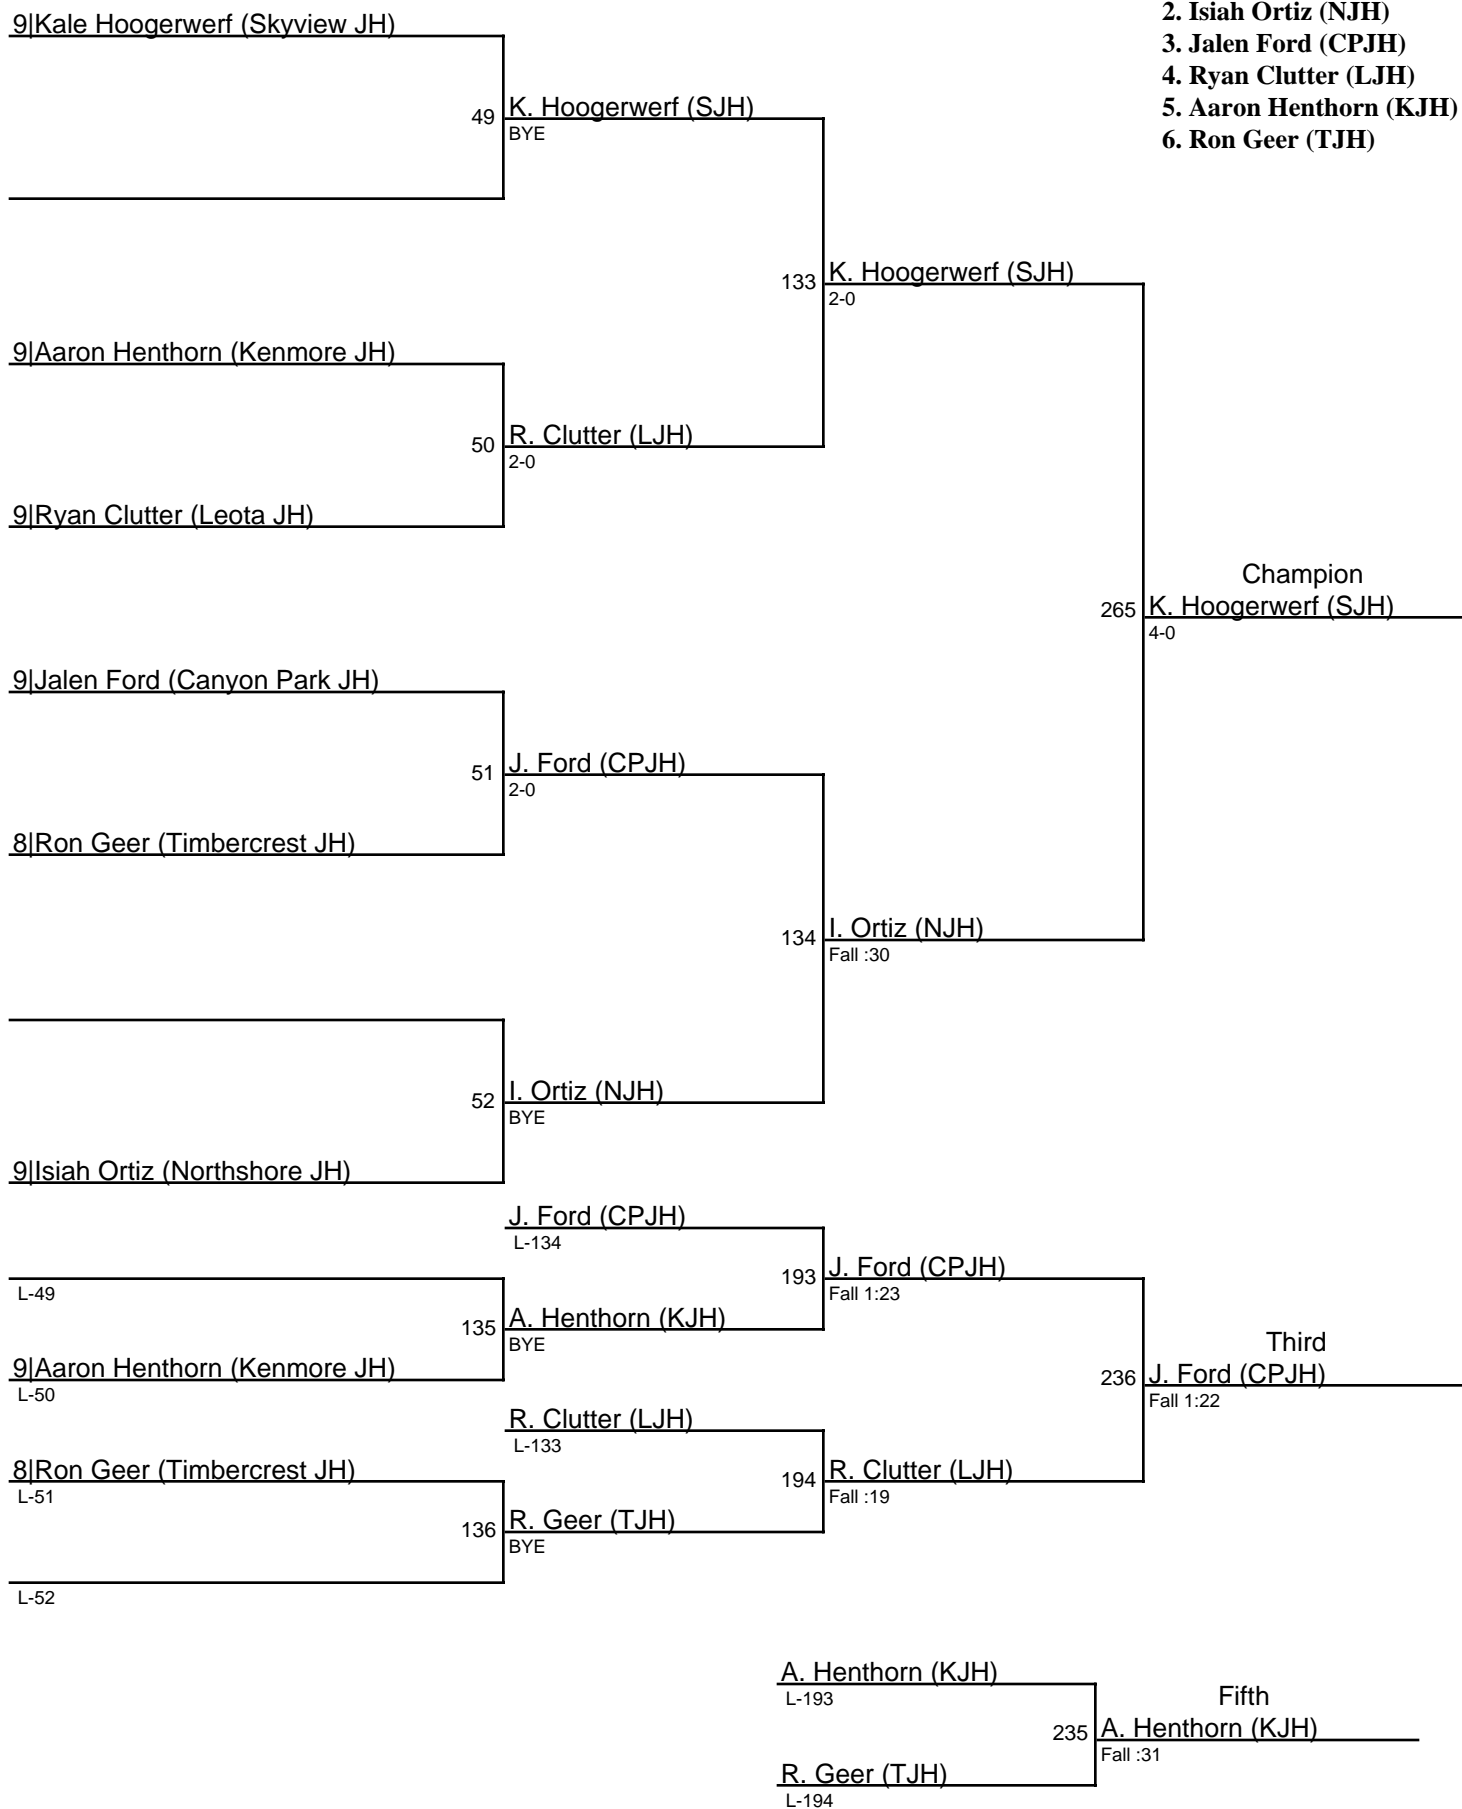 9|Kale Hoogerwerf (Skyview JH)
2. Isiah Ortiz (NJH)
3. Jalen Ford (CPJH)
4. Ryan Clutter (LJH)
5. Aaron Henthorn (KJH)
6. Ron Geer (TJH)
49 K. Hoogerwerf (SJH)
BYE
133 K. Hoogerwerf (SJH)
2-0
9|Aaron Henthorn (Kenmore JH)
50 R. Clutter (LJH)
2-0
9|Ryan Clutter (Leota JH)
Champion
265 K. Hoogerwerf (SJH)
4-0
9|Jalen Ford (Canyon Park JH)
51 J. Ford (CPJH)
2-0
8|Ron Geer (Timbercrest JH)
134 I. Ortiz (NJH)
Fall :30
52 I. Ortiz (NJH)
BYE
9|Isiah Ortiz (Northshore JH)
J. Ford (CPJH)
L-134
193 J. Ford (CPJH)
Fall 1:23
L-49
135 A. Henthorn (KJH)
BYE
9|Aaron Henthorn (Kenmore JH)
L-50
Third
236 J. Ford (CPJH)
Fall 1:22
R. Clutter (LJH)
L-133
194 R. Clutter (LJH)
Fall :19
8|Ron Geer (Timbercrest JH)
L-51
136 R. Geer (TJH)
BYE
L-52
A. Henthorn (KJH)
L-193
Fifth
235 A. Henthorn (KJH)
Fall :31
R. Geer (TJH)
L-194